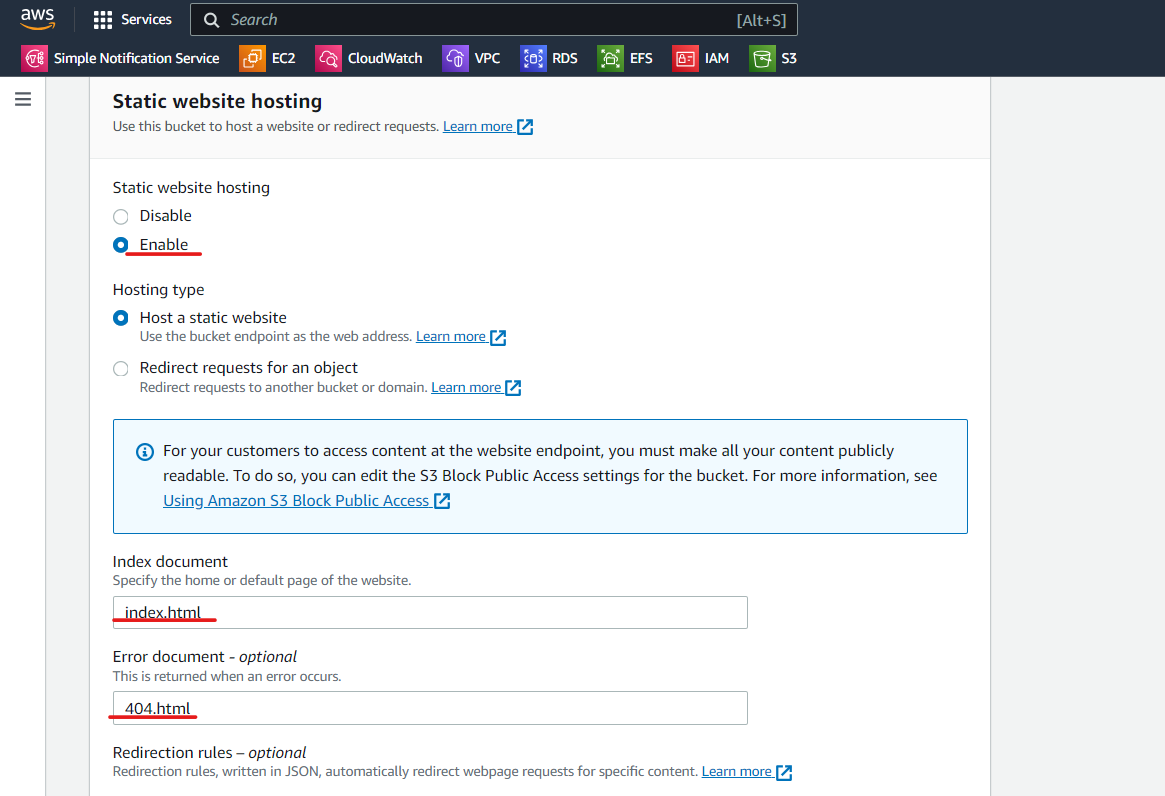 aws Services Search [Alt+S]
Simple Notification Service EC2 CloudWatch VPC RDS EFS IAM S3
Static website hosting
Use this bucket to host a website or redirect requests. Learn more
Static website hosting
Disable
Enable
Hosting type
Host a static website
Use the bucket endpoint as the web address. Learn more
Redirect requests for an object
Redirect requests to another bucket or domain. Learn more
For your customers to access content at the website endpoint, you must make all your content publicly
readable. To do so, you can edit the S3 Block Public Access settings for the bucket. For more information, see
Using Amazon S3 Block Public Access
Index document
Specify the home or default page of the website.
index.html
Error document - optional
This is returned when an error occurs.
404.html
Redirection rules – optional
Redirection rules, written in JSON, automatically redirect webpage requests for specific content. Learn more